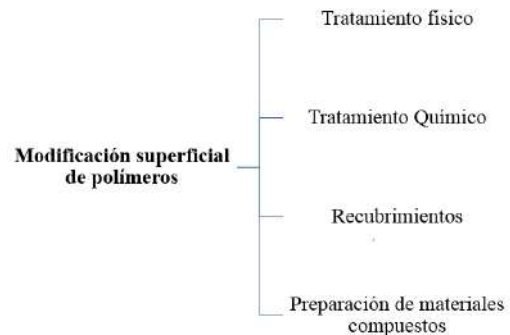 Tratamiento físico
Tratamiento Químico
Modificación superficial
de polímeros
Recubrimientos
Preparación de materiales
compuestos